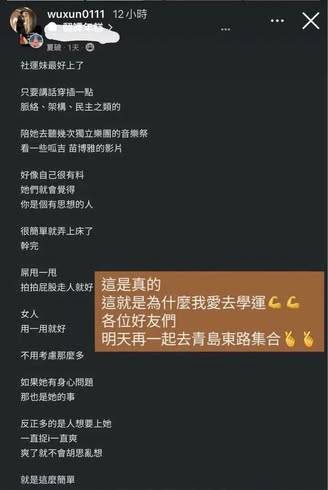 wuxun0111 12 小時
夏硫 · 1天 ·
社運妹最好上了
只要講話穿插一點
脈絡、架構、民主之類的
陪她去聽幾次獨立樂團的音樂祭
看一些呱吉 苗博雅的影片
好像自己很有料
她們就會覺得
你是個有思想的人
很簡單就弄上床了
幹完
屌甩一甩
拍拍屁股走人就好
女人
用一用就好
不用考慮那麼多
如果她有身心問題
那也是她的事
反正多的是人想要上她
一直捉i一直爽
爽了就不會胡思亂想
就是這麼簡單
這是真的
這就是為什麼我愛去學運💪💪
各位好友們
明天再一起去青島東路集合🫰🫰